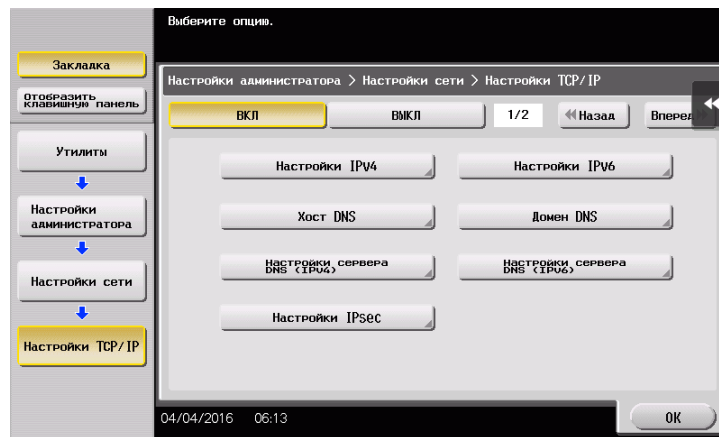 Выберите опцию.
Закладка
Отобразить
клавишную панель
Утилиты
Настройки
администратора
Настройки сети
Настройки TCP/IP
Настройки администратора > Настройки сети > Настройки TCP/IP
ВКЛ ВЫКЛ 1/2 Назад Вперед
Настройки IPv4 Настройки IPv6
Хост DNS Домен DNS
Настройки сервера
DNS (IPv4)
Настройки сервера
DNS (IPv6)
Настройки IPsec
04/04/2016 06:13
OK